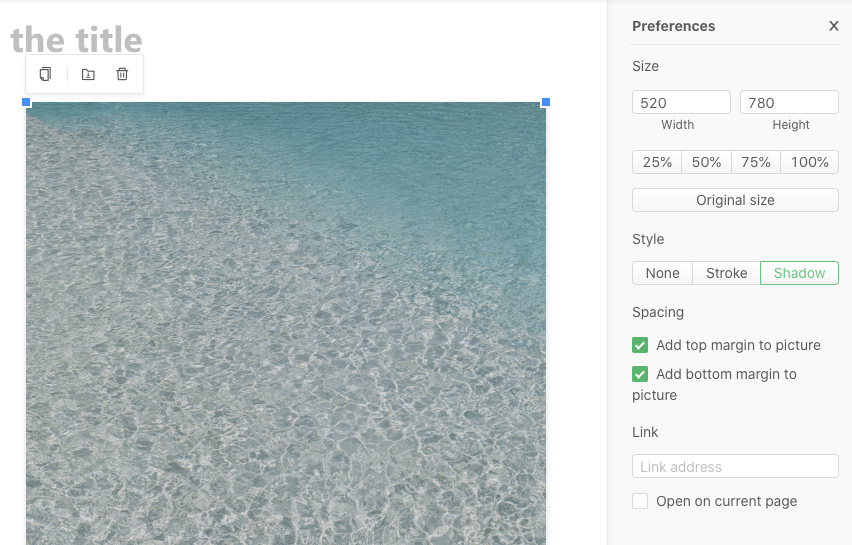 the title
Preferences X
Size
520 780
Width Height
25% 50% 75% 100%
Original size
Style
None Stroke Shadow
Spacing
Add top margin to picture
Add bottom margin to
picture
Link
Link address
Open on current page